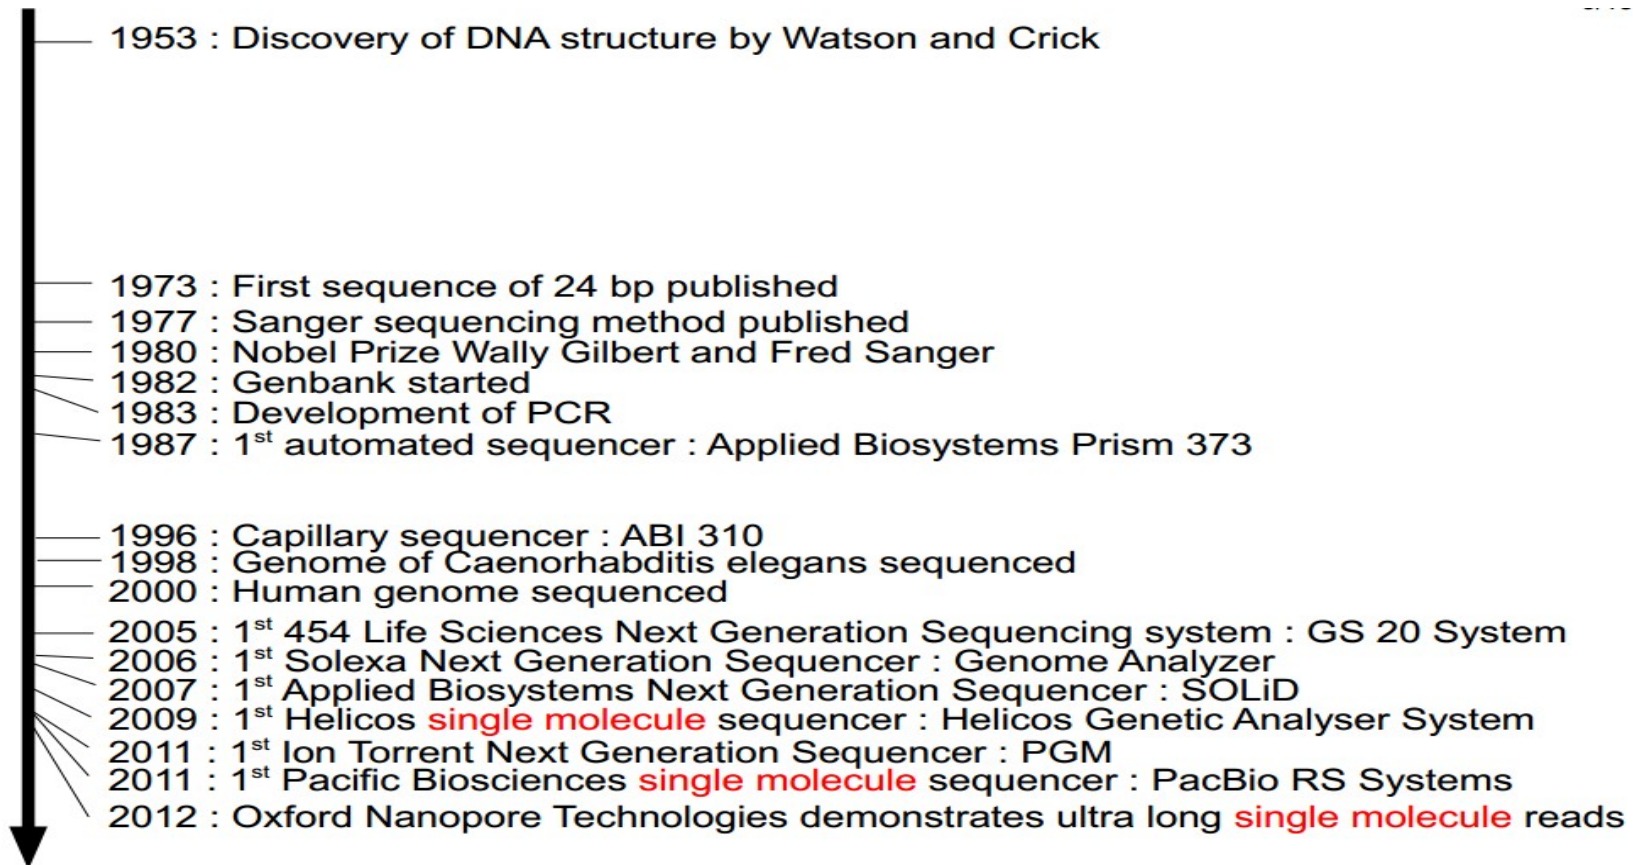 1953 : Discovery of DNA structure by Watson and Crick
1973 : First sequence of 24 bp published
1977 : Sanger sequencing method published
1980 : Nobel Prize Wally Gilbert and Fred Sanger
1982 : Genbank started
1983 : Development of PCR
1987 : 1st automated sequencer : Applied Biosystems Prism 373
1996 : Capillary sequencer : ABI 310
1998 : Genome of Caenorhabditis elegans sequenced
2000 : Human genome sequenced
2005 : 1st 454 Life Sciences Next Generation Sequencing system : GS 20 System
2006 : 1st Solexa Next Generation Sequencer : Genome Analyzer
2007 : 1st Applied Biosystems Next Generation Sequencer : SOLiD
2009 : 1st Helicos single molecule sequencer : Helicos Genetic Analyser System
2011 : 1st Ion Torrent Next Generation Sequencer : PGM
2011 : 1st Pacific Biosciences single molecule sequencer : PacBio RS Systems
2012 : Oxford Nanopore Technologies demonstrates ultra long single molecule reads